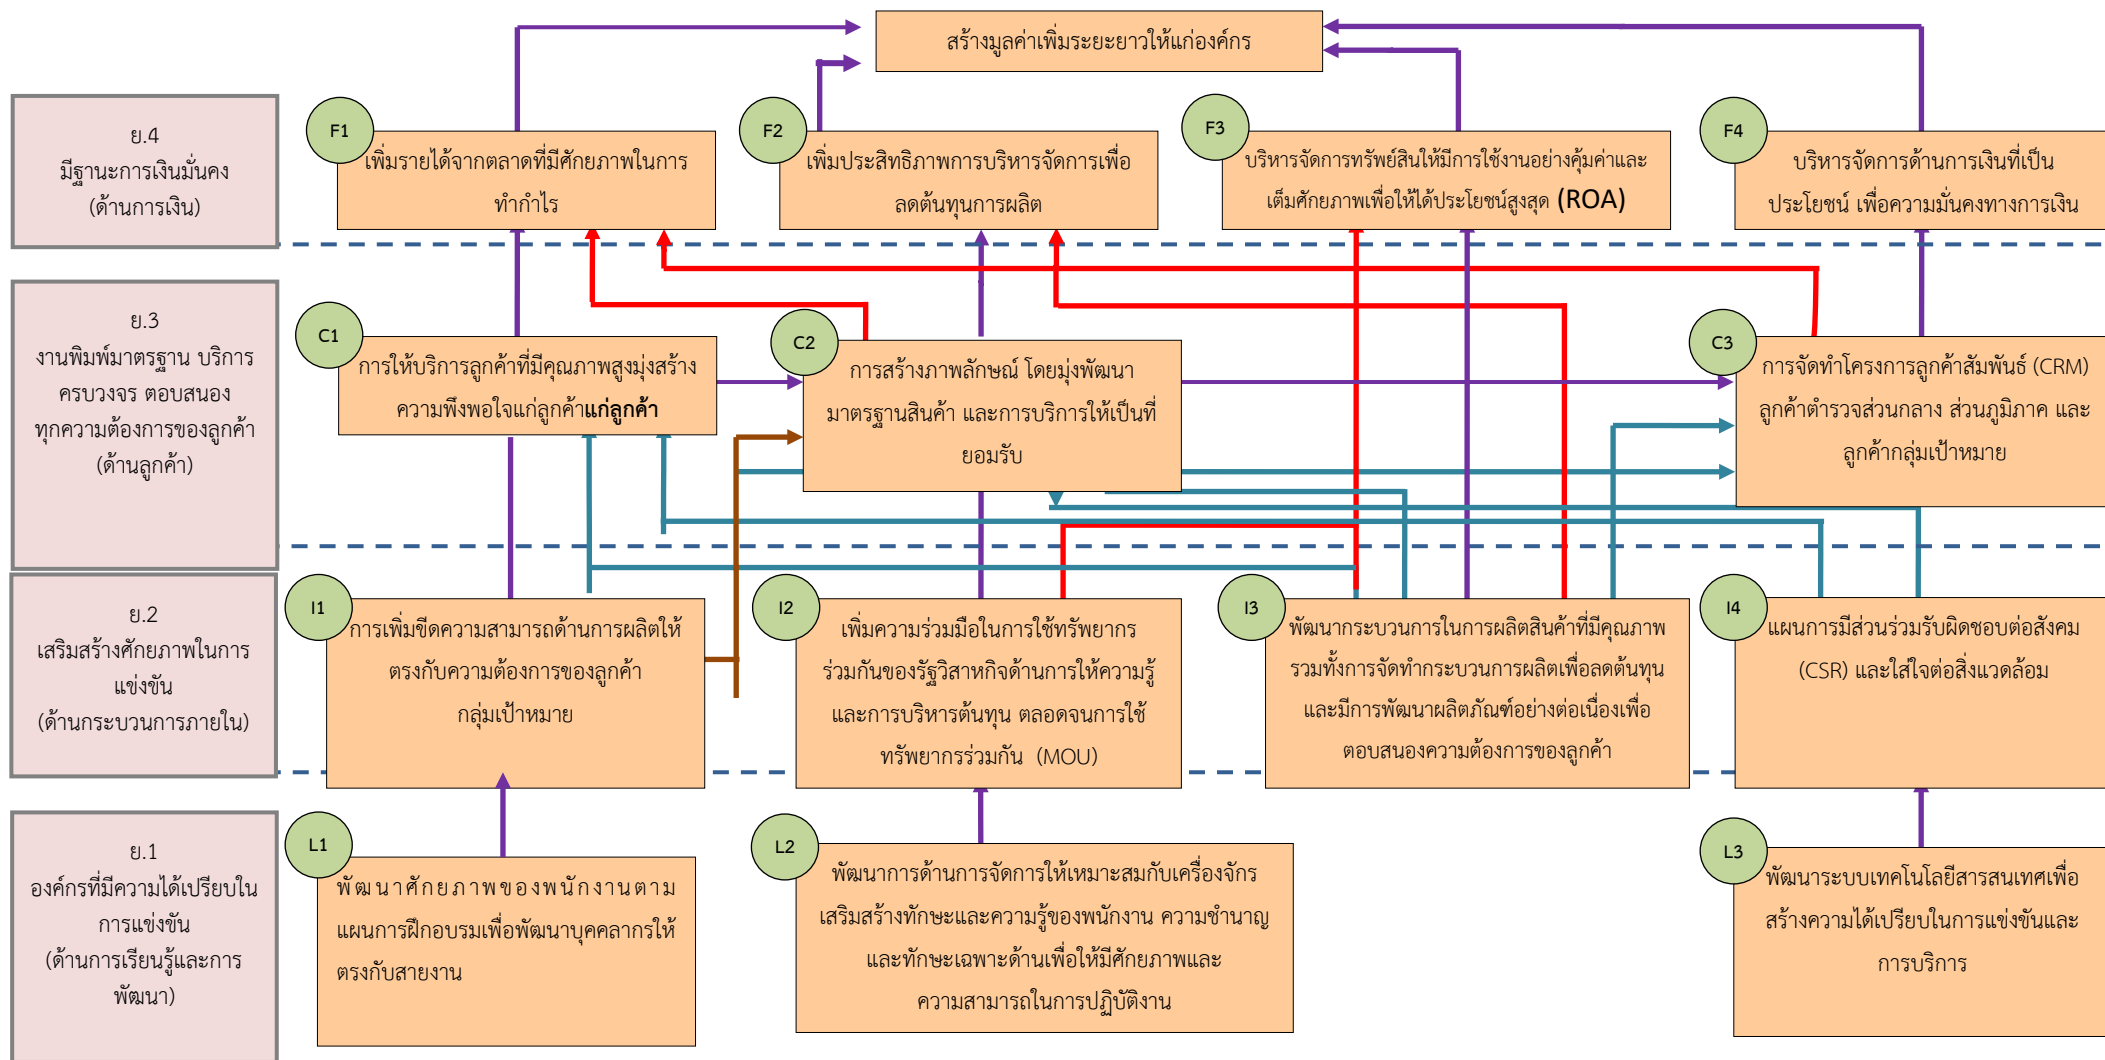 สร้างมูลค่าเพิ่มระยะยาวให้แก่องค์กร
ย.4
มีฐานะการเงินมั่นคง
(ด้านการเงิน)
F1
เพิ่มรายได้จากตลาดที่มีศักยภาพในการ
ทำกำไร
F2
เพิ่มประสิทธิภาพการบริหารจัดการเพื่อ
ลดต้นทุนการผลิต
F3
บริหารจัดการทรัพย์สินให้มีการใช้งานอย่างคุ้มค่าและ
เต็มศักยภาพเพื่อให้ได้ประโยชน์สูงสุด (ROA)
F4
บริหารจัดการด้านการเงินที่เป็น
ประโยชน์ เพื่อความมั่นคงทางการเงิน
ย.3
งานพิมพ์มาตรฐาน บริการ
ครบวงจร ตอบสนอง
ทุกความต้องการของลูกค้า
(ด้านลูกค้า)
C1
การให้บริการลูกค้าที่มีคุณภาพสูงมุ่งสร้าง
ความพึงพอใจแก่ลูกค้าแก่ลูกค้า
C2
การสร้างภาพลักษณ์ โดยมุ่งพัฒนา
มาตรฐานสินค้า และการบริการให้เป็นที่
ยอมรับ
C3
การจัดทำโครงการลูกค้าสัมพันธ์ (CRM)
ลูกค้าตำรวจส่วนกลาง ส่วนภูมิภาค และ
ลูกค้ากลุ่มเป้าหมาย
ย.2
เสริมสร้างศักยภาพในการ
แข่งขัน
(ด้านกระบวนการภายใน)
I1
การเพิ่มขีดความสามารถด้านการผลิตให้
ตรงกับความต้องการของลูกค้า
กลุ่มเป้าหมาย
I2
เพิ่มความร่วมมือในการใช้ทรัพยากร
ร่วมกันของรัฐวิสาหกิจด้านการให้ความรู้
และการบริหารต้นทุน ตลอดจนการใช้
ทรัพยากรร่วมกัน (MOU)
I3
พัฒนากระบวนการในการผลิตสินค้าที่มีคุณภาพ
รวมทั้งการจัดทำกระบวนการผลิตเพื่อลดต้นทุน
และมีการพัฒนาผลิตภัณฑ์อย่างต่อเนื่องเพื่อ
ตอบสนองความต้องการของลูกค้า
I4
แผนการมีส่วนร่วมรับผิดชอบต่อสังคม
(CSR) และใส่ใจต่อสิ่งแวดล้อม
ย.1
องค์กรที่มีความได้เปรียบใน
การแข่งขัน
(ด้านการเรียนรู้และการ
พัฒนา)
L1
พัฒนาศักยภาพของพนักงานตาม
แผนการฝึกอบรมเพื่อพัฒนาบุคคลากรให้
ตรงกับสายงาน
L2
พัฒนาการด้านการจัดการให้เหมาะสมกับเครื่องจักร
เสริมสร้างทักษะและความรู้ของพนักงาน ความชำนาญ
และทักษะเฉพาะด้านเพื่อให้มีศักยภาพและ
ความสามารถในการปฏิบัติงาน
L3
พัฒนาระบบเทคโนโลยีสารสนเทศเพื่อ
สร้างความได้เปรียบในการแข่งขันและ
การบริการ